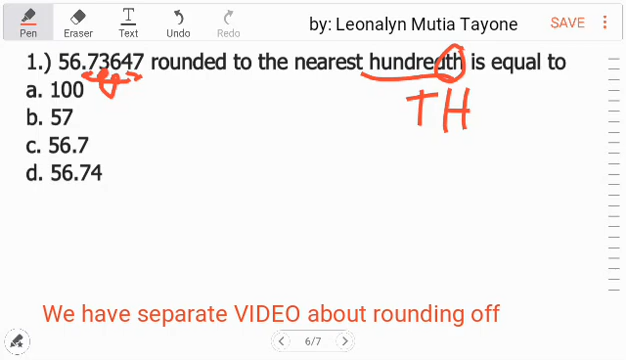 Pen Eraser Text Undo Redo by: Leonalyn Mutia Tayone SAVE
1.) 56.73647 rounded to the nearest hundredth is equal to
a. 100
TH
b. 57
c. 56.7
d. 56.74
We have separate VIDEO about rounding off
6/7